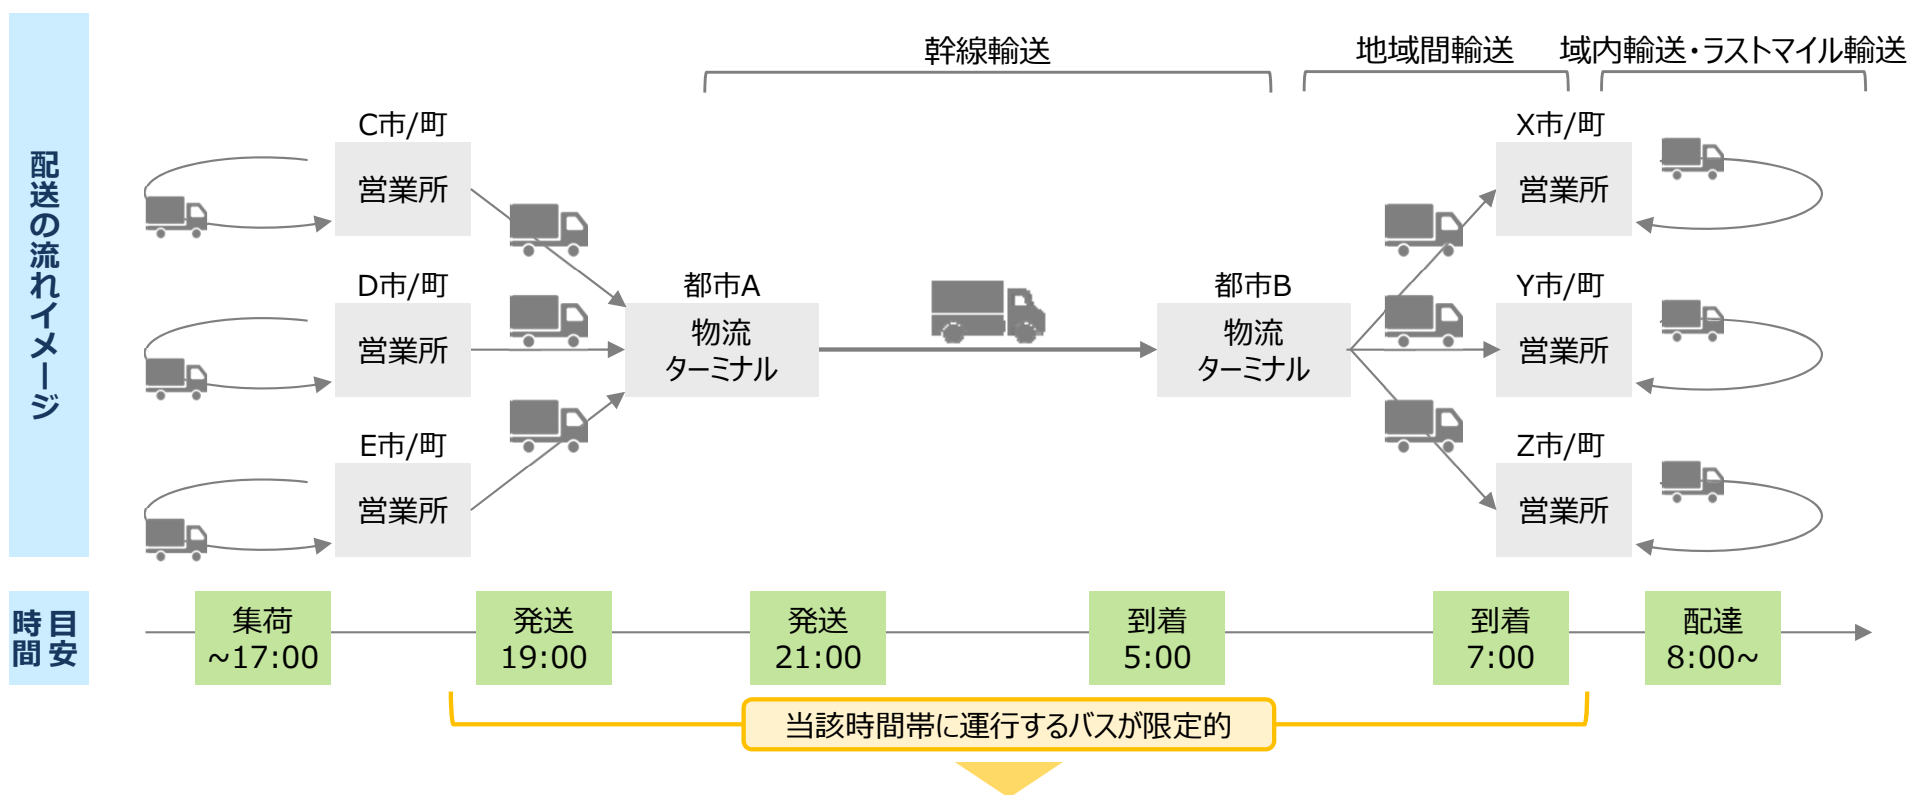 配送の流れイメージ
幹線輸送
地域間輸送
域内輸送・ラストマイル輸送
C市/町
営業所
D市/町
営業所
E市/町
営業所
都市A
物流
ターミナル
都市B
物流
ターミナル
X市/町
営業所
Y市/町
営業所
Z市/町
営業所
目安
時間
集荷
~17:00
発送
19:00
発送
21:00
到着
5:00
到着
7:00
配達
8:00~
当該時間帯に運行するバスが限定的